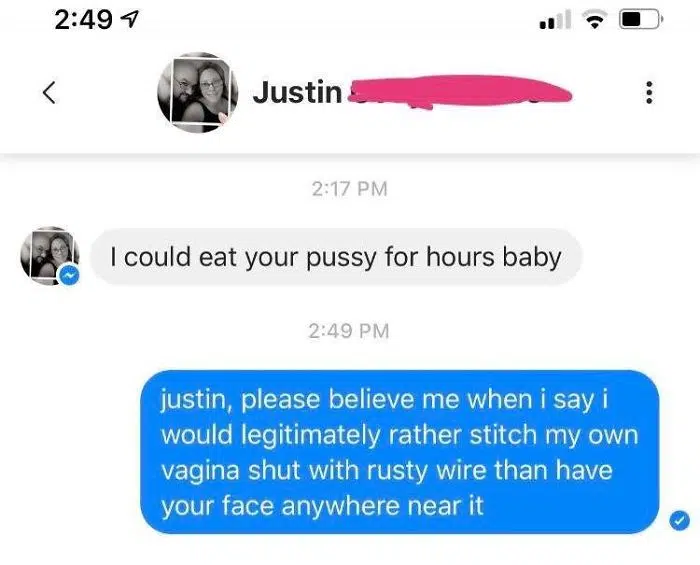 2:49
Justin
2:17 PM
I could eat your pussy for hours baby
2:49 PM
justin, please believe me when i say i
would legitimately rather stitch my own
vagina shut with rusty wire than have
your face anywhere near it